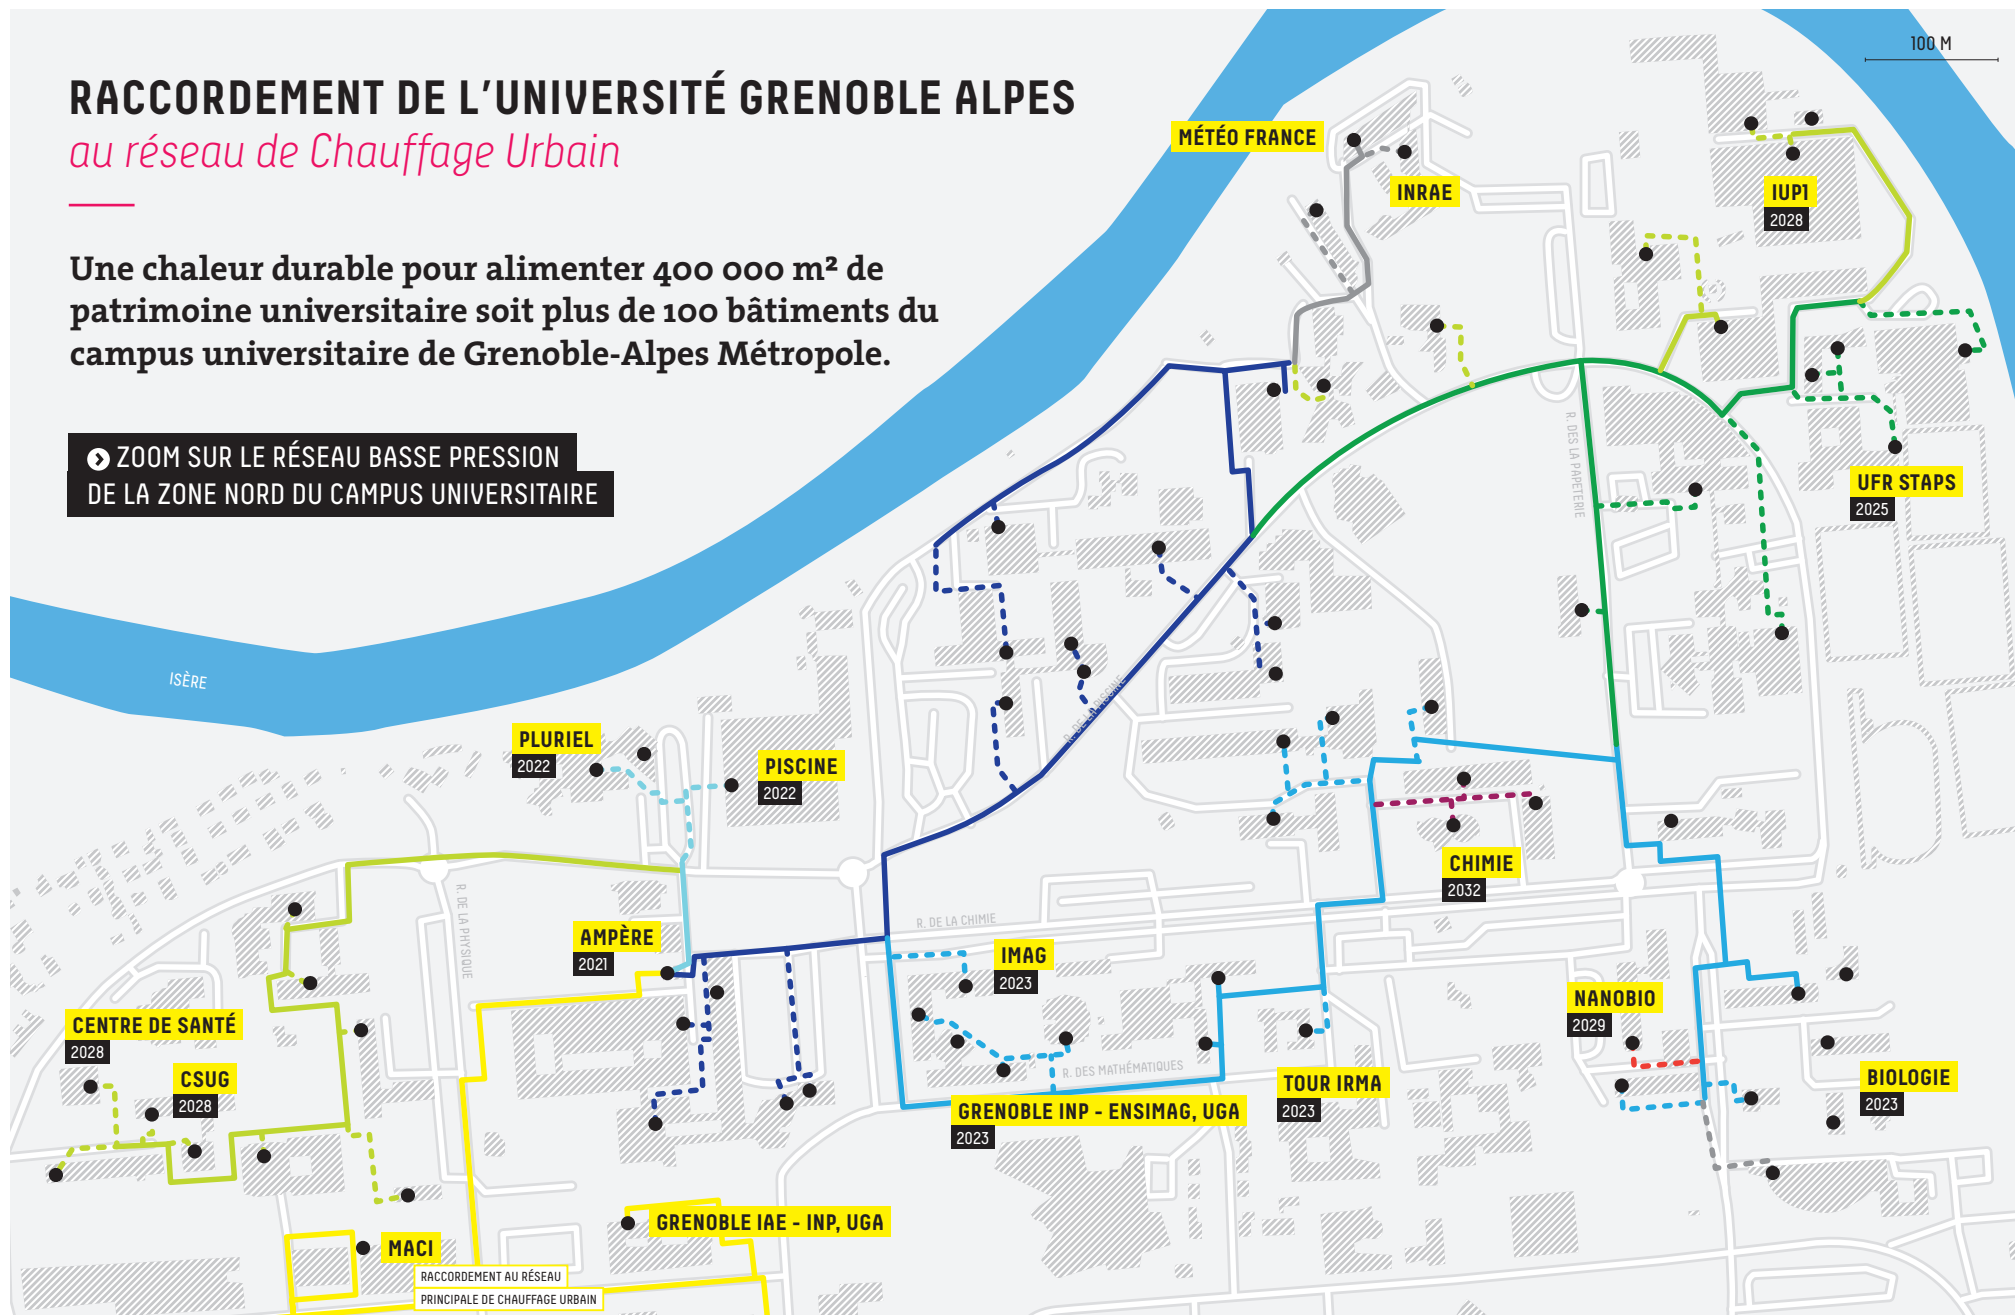 RACCORDEMENT DE L'UNIVERSITÉ GRENOBLE ALPES
au réseau de Chauffage Urbain
Une chaleur durable pour alimenter 400 000 m² de
patrimoine universitaire soit plus de 100 bâtiments du
campus universitaire de Grenoble-Alpes Métropole.
ZOOM SUR LE RÉSEAU BASSE PRESSION
DE LA ZONE NORD DU CAMPUS UNIVERSITAIRE
100 M
MÉTÉO FRANCE
INRAE
IUP1
2028
R. DES LA PAPETERIE
UFR STAPS
2025
ISÈRE
R. DE LA PISCINE
PLURIEL
2022
PISCINE
2022
CHIMIE
2032
R. DE LA PHYSIQUE
R. DE LA CHIMIE
AMPÈRE
2021
IMAG
2023
NANOBIO
2029
CENTRE DE SANTÉ
2028
CSUG
2028
R. DES MATHÉMATIQUES
TOUR IRMA
2023
BIOLOGIE
2023
GRENOBLE INP - ENSIMAG, UGA
2023
GRENOBLE IAE - INP, UGA
MACI
RACCORDEMENT AU RÉSEAU
PRINCIPALE DE CHAUFFAGE URBAIN